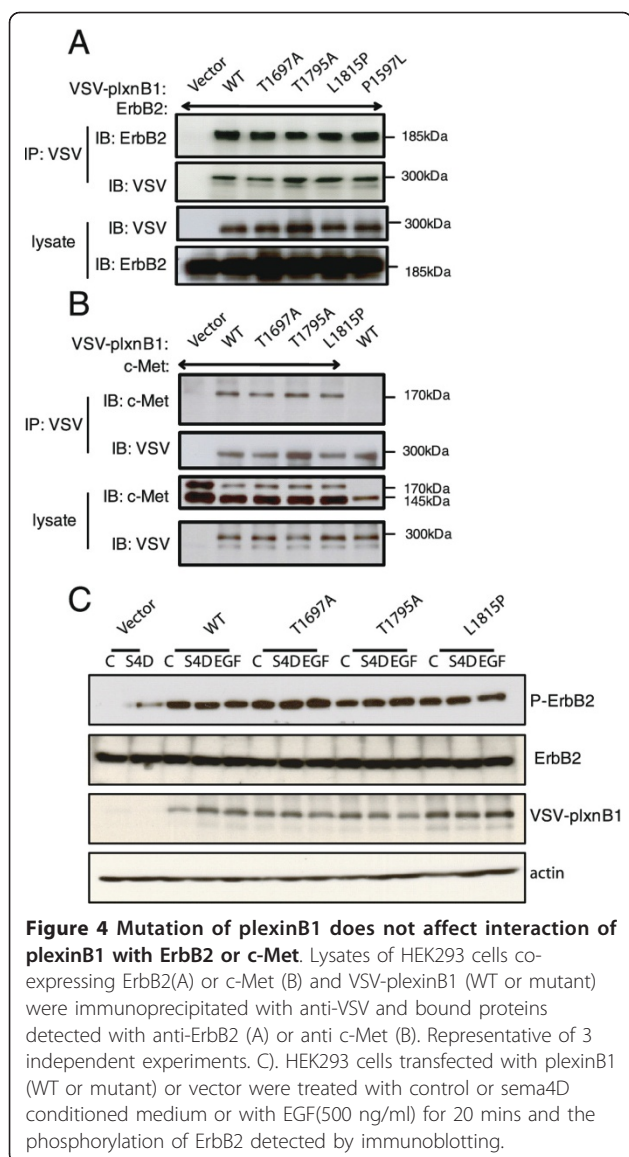 A
VSV-plxnB1: Vector WT T1697A T1795A L1815P P1597L
ErbB2:
IP: VSV
IB: ErbB2 185kDa
IB: VSV 300kDa
lysate
IB: VSV 300kDa
IB: ErbB2 185kDa
B
VSV-plxnB1: Vector WT T1697A T1795A L1815P WT
c-Met:
IP: VSV
IB: c-Met 170kDa
IB: VSV 300kDa
lysate
IB: c-Met 170kDa
145kDa
IB: VSV 300kDa
C
Vector WT T1697A T1795A L1815P
C S4D C S4D EGF C S4D EGF C S4D EGF C S4D EGF
P-ErbB2
ErbB2
VSV-plxnB1
actin
Figure 4 Mutation of plexinB1 does not affect interaction of
plexinB1 with ErbB2 or c-Met. Lysates of HEK293 cells co-
expressing ErbB2(A) or c-Met (B) and VSV-plexinB1 (WT or mutant)
were immunoprecipitated with anti-VSV and bound proteins
detected with anti-ErbB2 (A) or anti c-Met (B). Representative of 3
independent experiments. C). HEK293 cells transfected with plexinB1
(WT or mutant) or vector were treated with control or sema4D
conditioned medium or with EGF(500 ng/ml) for 20 mins and the
phosphorylation of ErbB2 detected by immunoblotting.